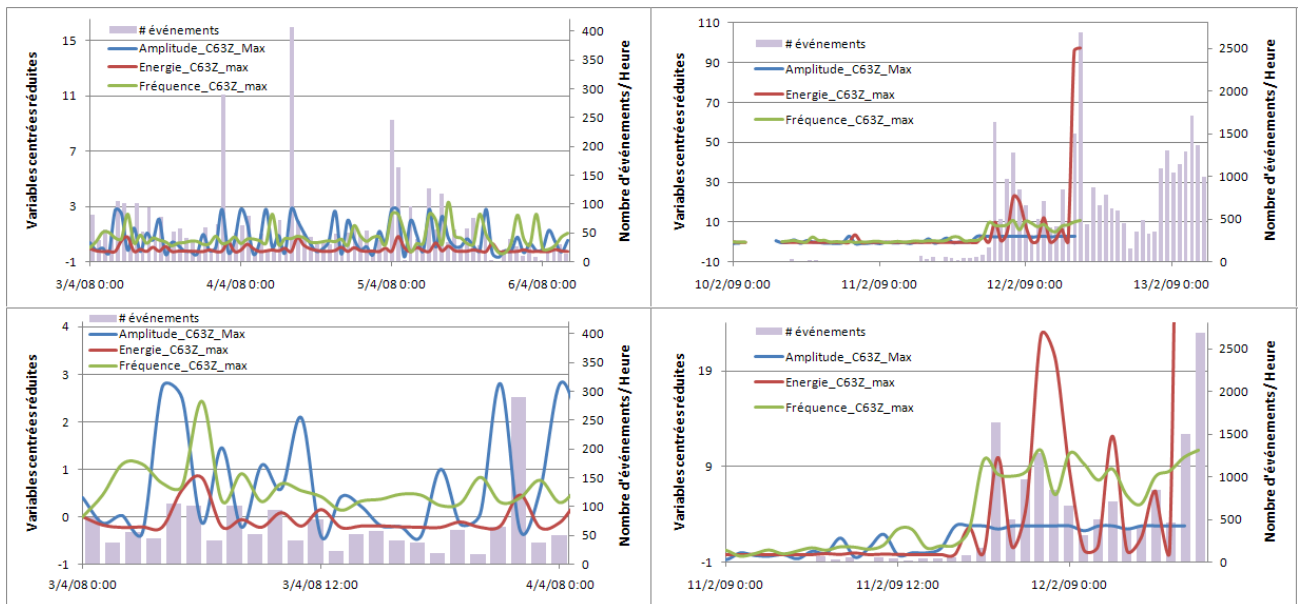 15
11
7
3
-1
Variables centrées réduites
# événements
Amplitude_C63Z_Max
Energie_C63Z_max
Fréquence_C63Z_max
400
350
300
250
200
150
100
50
0
Nombre d'événements/Heure
3/4/08 0:00
4/4/08 0:00
5/4/08 0:00
6/4/08 0:00
110
90
70
50
30
10
-10
Variables centrées réduites
# événements
Amplitude_C63Z_Max
Energie_C63Z_max
Fréquence_C63Z_max
2500
2000
1500
1000
500
0
Nombre d'événements/Heure
10/2/09 0:00
11/2/09 0:00
12/2/09 0:00
13/2/09 0:00
4
3
2
1
0
-1
Variables centrées réduites
# événements
Amplitude_C63Z_Max
Energie_C63Z_max
Fréquence_C63Z_max
400
350
300
250
200
150
100
50
0
Nombre d'événements/Heure
3/4/08 0:00
3/4/08 12:00
4/4/08 0:00
19
9
-1
Variables centrées réduites
# événements
Amplitude_C63Z_Max
Energie_C63Z_max
Fréquence_C63Z_max
2500
2000
1500
1000
500
0
Nombre d'événements/Heure
11/2/09 0:00
11/2/09 12:00
12/2/09 0:00